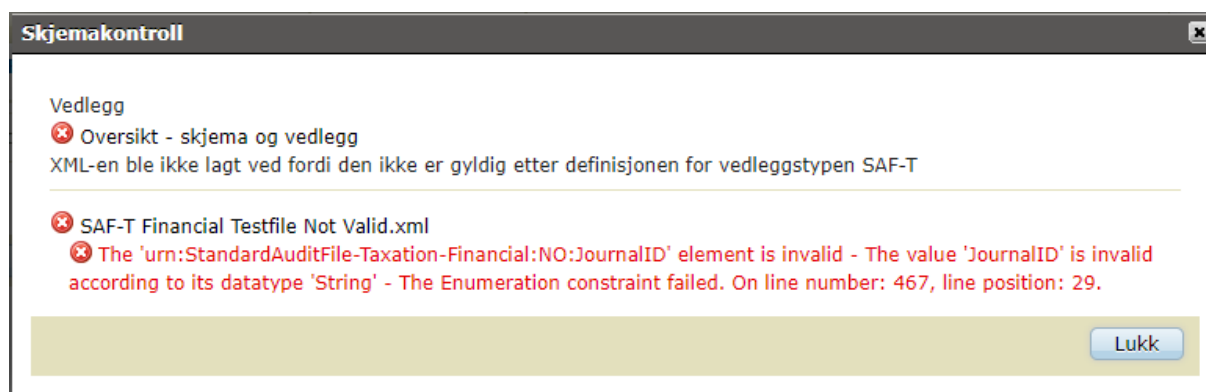 Skjemakontroll
Vedlegg
Oversikt - skjema og vedlegg
XML-en ble ikke lagt ved fordi den ikke er gyldig etter definisjonen for vedleggstypen SAF-T
SAF-T Financial Testfile Not Valid.xml
The 'urn:StandardAuditFile-Taxation-Financial:NO:JournalID' element is invalid - The value 'JournalID' is invalid
according to its datatype 'String' - The Enumeration constraint failed. On line number: 467, line position: 29.
Lukk